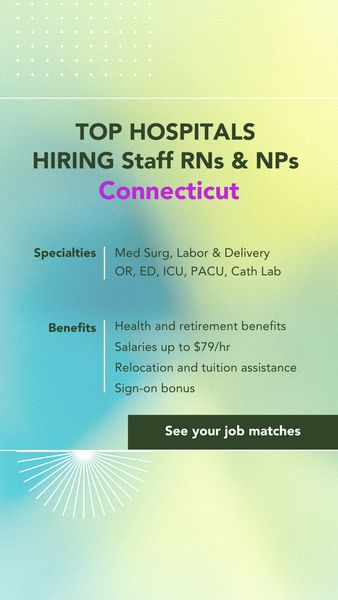 TOP HOSPITALS
HIRING Staff RNs & NPs
Connecticut
Specialties
Med Surg, Labor & Delivery
OR, ED, ICU, PACU, Cath Lab
Benefits
Health and retirement benefits
Salaries up to $79/hr
Relocation and tuition assistance
Sign-on bonus
See your job matches